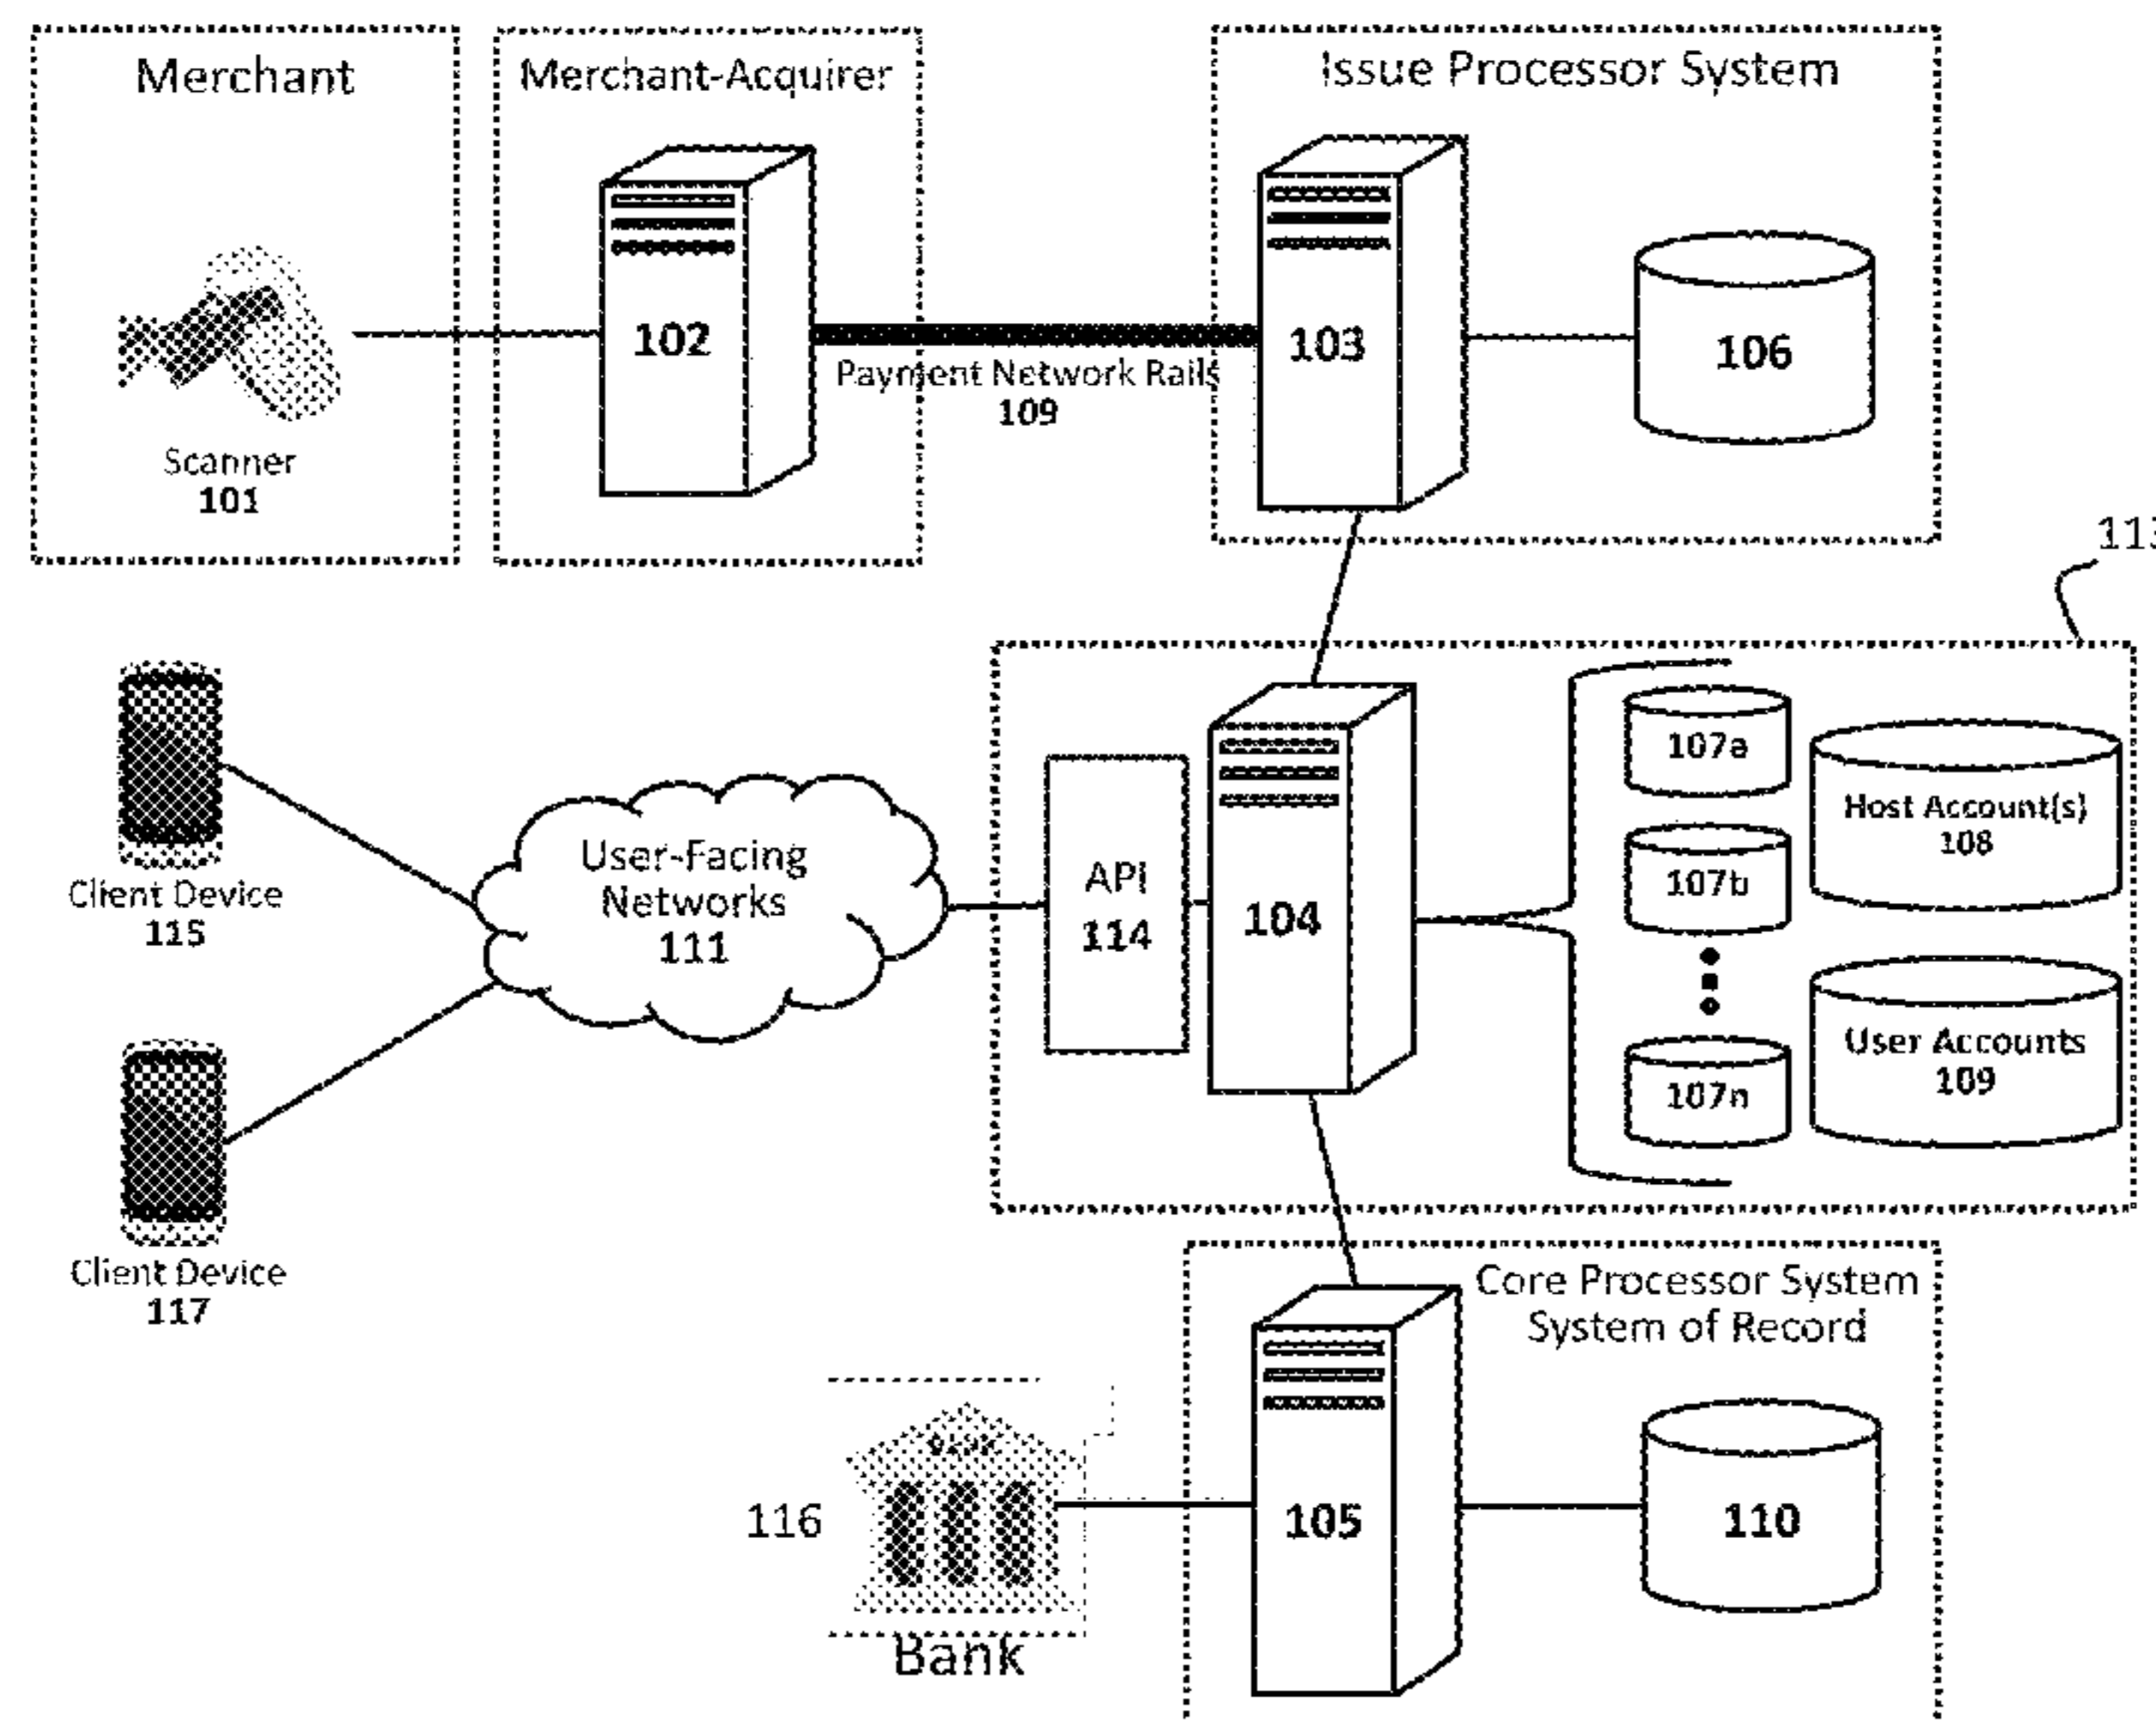 Merchant
Merchant-Acquirer
Issue Processor System
102
103
106
Payment Network Rails
109
Scanner
101
113
107a
Host Account(s)
108
107b
User-Facing
Networks
111
API
114
104
Client Device
115
User Accounts
109
107n
Client Device
117
Core Processor System
System of Record
116
105
110
Bank